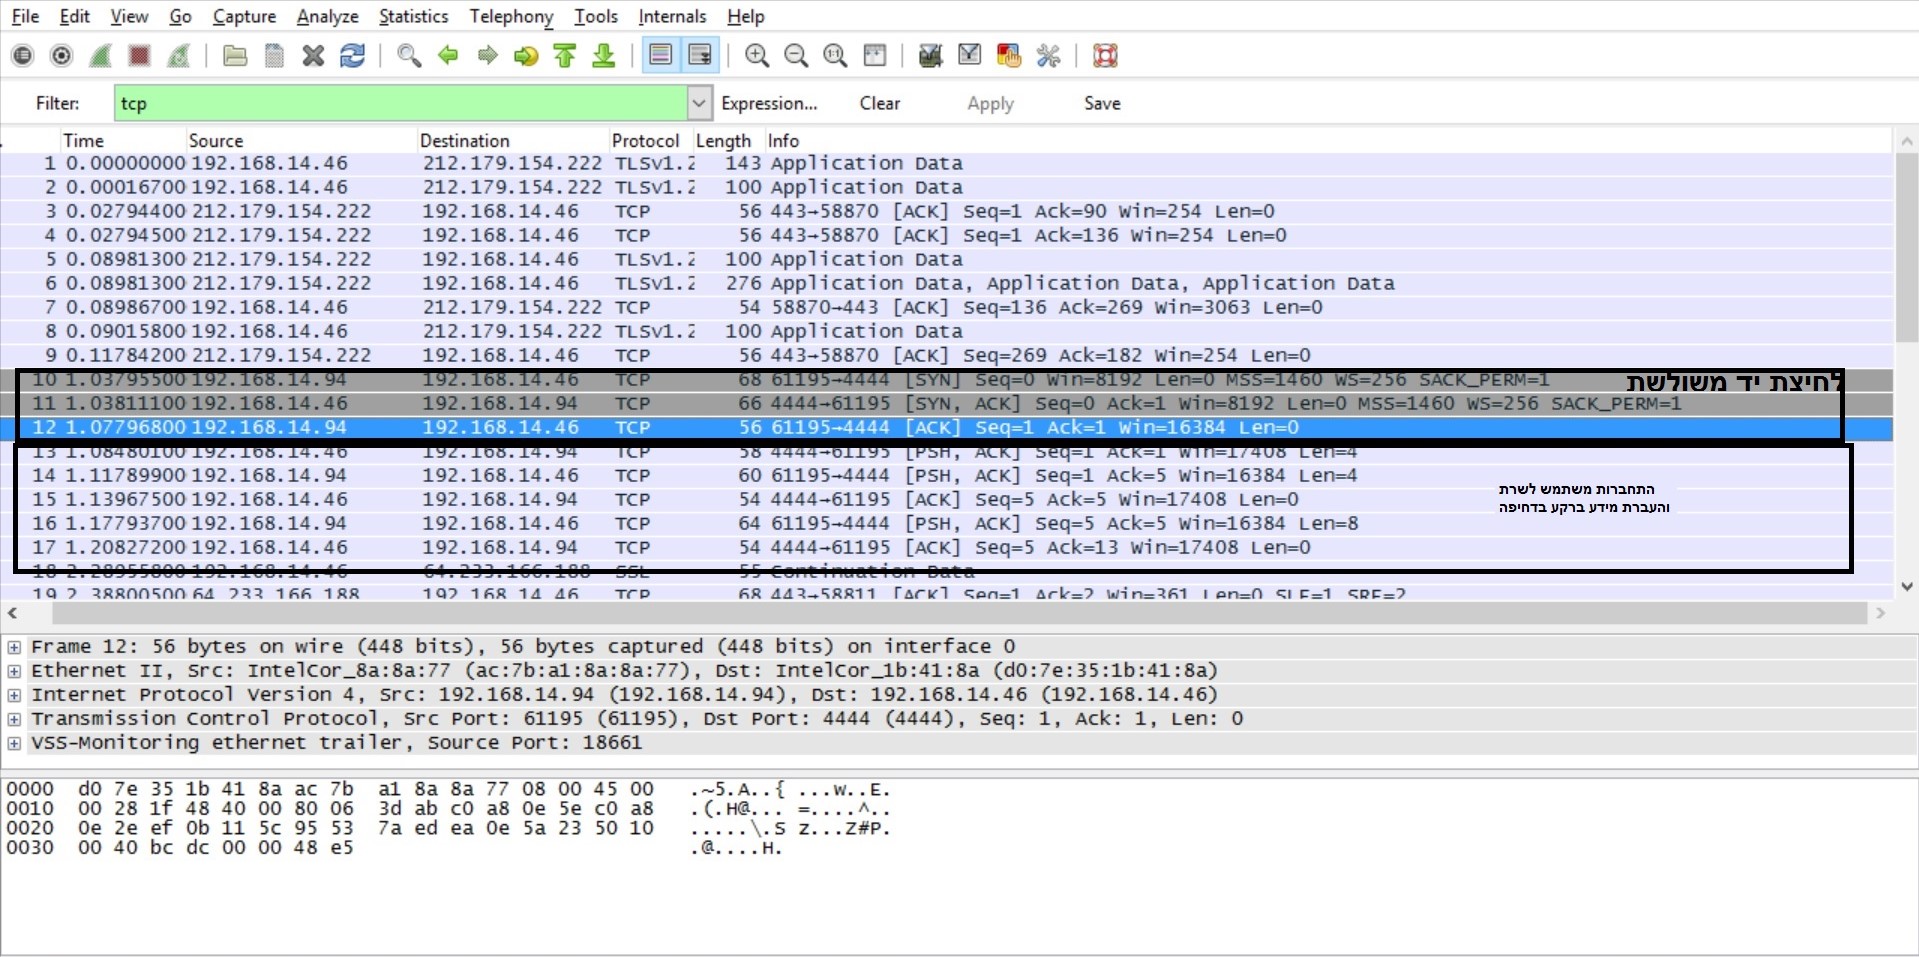 File Edit View Go Capture Analyze Statistics Telephony Tools Internals Help
Filter: tcp Expression... Clear Apply Save
Time Source Destination Protocol Length Info
1 0.00000000 192.168.14.46 212.179.154.222 TLSv1.2 143 Application Data
2 0.00016700 192.168.14.46 212.179.154.222 TLSv1.2 100 Application Data
3 0.02794400 212.179.154.222 192.168.14.46 TCP 56 443→58870 [ACK] Seq=1 Ack=90 Win=254 Len=0
4 0.02794500 212.179.154.222 192.168.14.46 TCP 56 443→58870 [ACK] Seq=1 Ack=136 Win=254 Len=0
5 0.08981300 212.179.154.222 192.168.14.46 TLSv1.2 100 Application Data
6 0.08981300 212.179.154.222 192.168.14.46 TLSv1.2 276 Application Data, Application Data, Application Data
7 0.08986700 192.168.14.46 212.179.154.222 TCP 54 58870→443 [ACK] Seq=136 Ack=269 Win=3063 Len=0
8 0.09015800 192.168.14.46 212.179.154.222 TLSv1.2 100 Application Data
9 0.11784200 212.179.154.222 192.168.14.46 TCP 56 443→58870 [ACK] Seq=269 Ack=182 Win=254 Len=0
10 1.03795500 192.168.14.94 192.168.14.46 TCP 68 61195→4444 [SYN] Seq=0 Win=8192 Len=0 MSS=1460 WS=256 SACK_PERM=1
לחיצת יד משולשת
11 1.03811100 192.168.14.46 192.168.14.94 TCP 66 4444→61195 [SYN, ACK] Seq=0 Ack=1 Win=8192 Len=0 MSS=1460 WS=256 SACK_PERM=1
12 1.07796800 192.168.14.94 192.168.14.46 TCP 56 61195→4444 [ACK] Seq=1 Ack=1 Win=16384 Len=0
13 1.08480100 192.168.14.46 192.168.14.94 TCP 58 4444→61195 [PSH, ACK] Seq=1 Ack=1 Win=17408 Len=4
14 1.11789900 192.168.14.94 192.168.14.46 TCP 60 61195→4444 [PSH, ACK] Seq=1 Ack=5 Win=16384 Len=4
15 1.13967500 192.168.14.46 192.168.14.94 TCP 54 4444→61195 [ACK] Seq=5 Ack=5 Win=17408 Len=0
התחברות משתמש לשרת
והעברת מידע ברקע בדחיפה
16 1.17793700 192.168.14.94 192.168.14.46 TCP 64 61195→4444 [PSH, ACK] Seq=5 Ack=5 Win=16384 Len=8
17 1.20827200 192.168.14.46 192.168.14.94 TCP 54 4444→61195 [ACK] Seq=5 Ack=13 Win=17408 Len=0
18 2.28955800 192.168.14.46 64.233.166.188 SSL 55 Continuation Data
19 2.38800500 64.233.166.188 192.168.14.46 TCP 68 443→58811 [ACK] Seq=1 Ack=2 Win=361 Len=0 SLE=1 SRE=2
Frame 12: 56 bytes on wire (448 bits), 56 bytes captured (448 bits) on interface 0
Ethernet II, Src: IntelCor_8a:8a:77 (ac:7b:a1:8a:8a:77), Dst: IntelCor_1b:41:8a (d0:7e:35:1b:41:8a)
Internet Protocol Version 4, Src: 192.168.14.94 (192.168.14.94), Dst: 192.168.14.46 (192.168.14.46)
Transmission Control Protocol, Src Port: 61195 (61195), Dst Port: 4444 (4444), Seq: 1, Ack: 1, Len: 0
VSS-Monitoring ethernet trailer, Source Port: 18661
0000 d0 7e 35 1b 41 8a ac 7b a1 8a 8a 77 08 00 45 00 .~5.A..{ ...w..E.
0010 00 28 1f 48 40 00 80 06 3d ab c0 a8 0e 5e c0 a8 .(.H@... =....^..
0020 0e 2e ef 0b 11 5c 95 53 7a ed ea 0e 5a 23 50 10 .....\.S z...Z#P.
0030 00 40 bc dc 00 00 48 e5 .@....H.